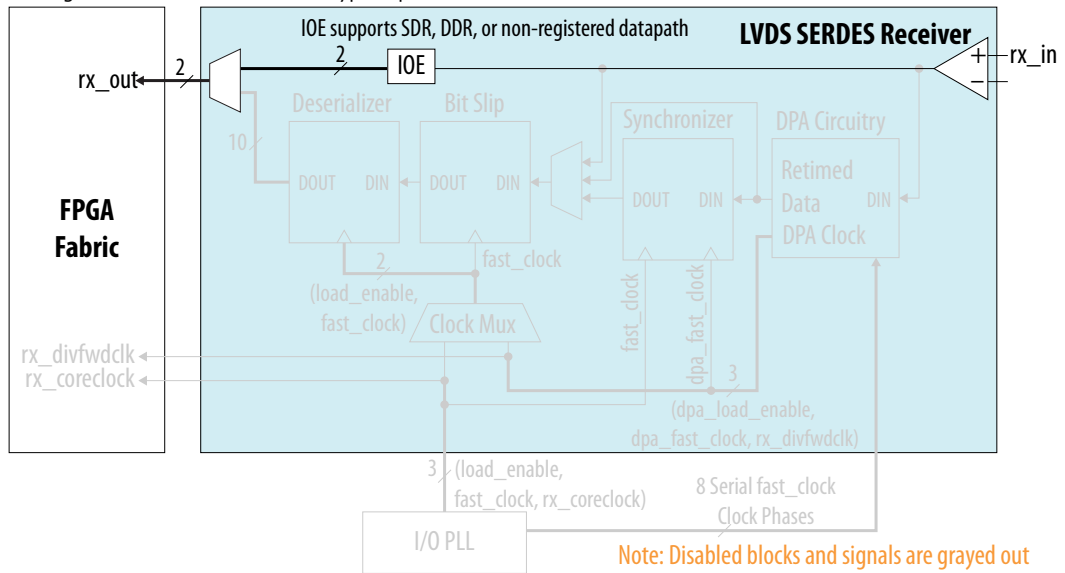 IOE supports SDR, DDR, or non-registered datapath
LVDS SERDES Receiver
2
2
IOE
+
rx_in
rx_out
−
Deserializer
Bit Slip
Synchronizer
DPA Circuitry
10
DOUT
DIN
DOUT
DIN
DOUT
DIN
Retimed
Data
DIN
DPA Clock
FPGA
Fabric
2
fast_clock
(load_enable,
fast_clock)
Clock Mux
fast_clock
dpa_fast_clock
3
rx_divfwdclk
rx_coreclock
(dpa_load_enable,
dpa_fast_clock, rx_divfwdclk)
3
(load_enable,
fast_clock, rx_coreclock)
8 Serial fast_clock
Clock Phases
I/O PLL
Note: Disabled blocks and signals are grayed out